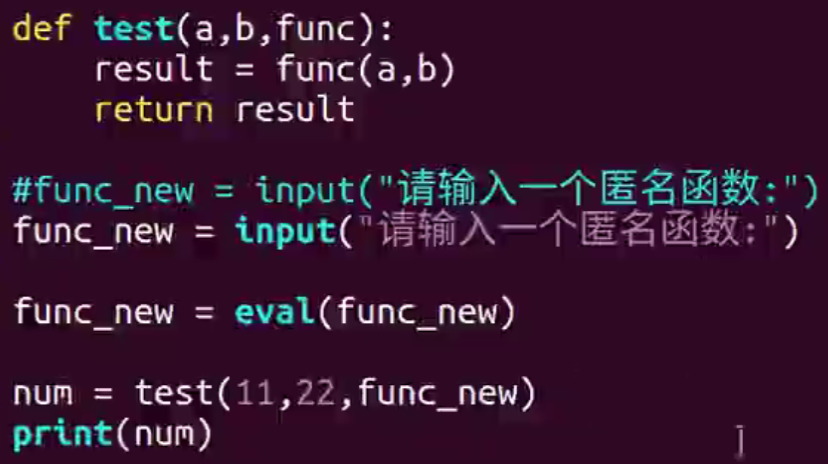 def test(a,b,func):
    result = func(a,b)
    return result
#func_new = input("请输入一个匿名函数:")
func_new = input("请输入一个匿名函数:")
func_new = eval(func_new)
num = test(11,22,func_new)
print(num)